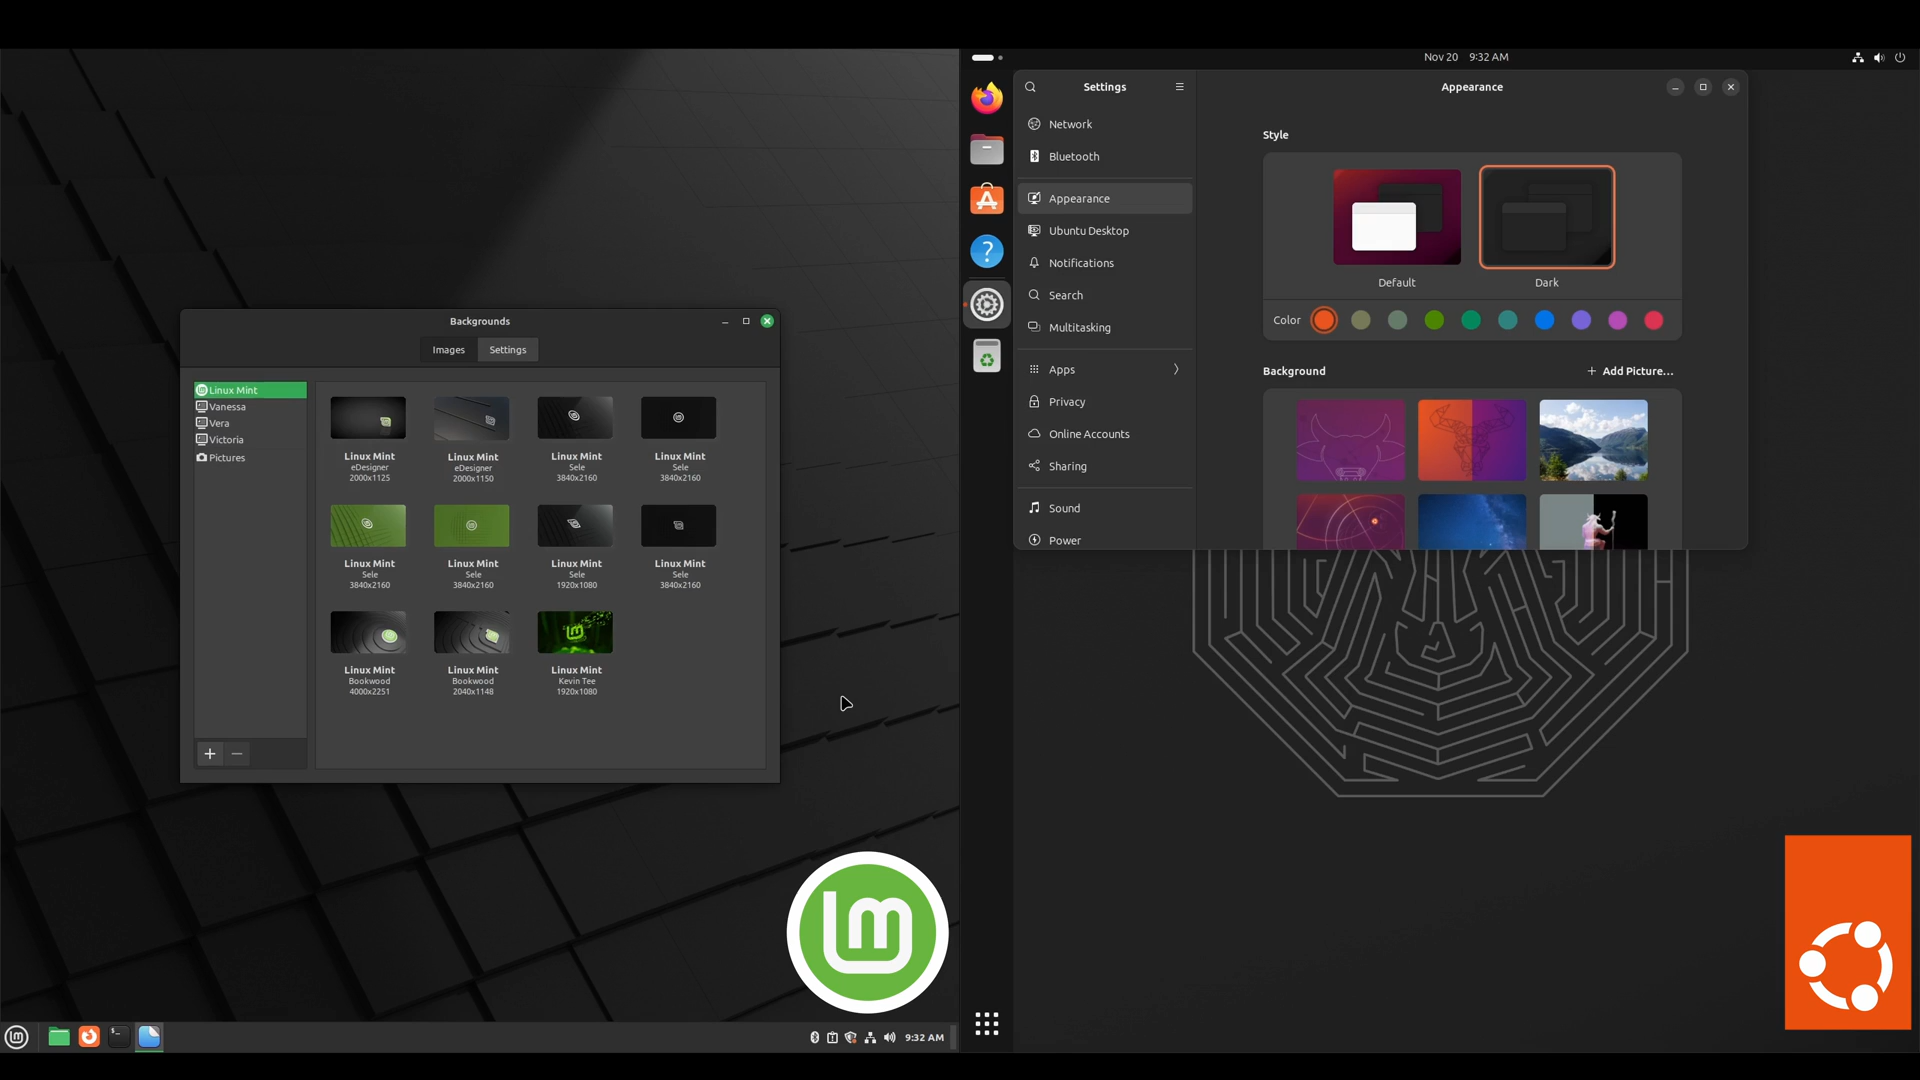 Backgrounds
Images
Settings
Linux Mint
Vanessa
Vera
Victoria
Pictures
Linux Mint
eDesigner
2000x1125
Linux Mint
eDesigner
2000x1150
Linux Mint
Sele
3840x2160
Linux Mint
Sele
3840x2160
Linux Mint
Sele
3840x2160
Linux Mint
Sele
3840x2160
Linux Mint
Sele
1920x1080
Linux Mint
Sele
3840x2160
Linux Mint
Bookwood
4000x2251
Linux Mint
Bookwood
2040x1148
Linux Mint
Kevin Tee
1920x1080
9:32 AM
Nov 20 9:32 AM
Settings
Network
Bluetooth
Appearance
Ubuntu Desktop
Notifications
Search
Multitasking
Apps
Privacy
Online Accounts
Sharing
Sound
Power
Appearance
Style
Default
Dark
Color
Background
+ Add Picture...